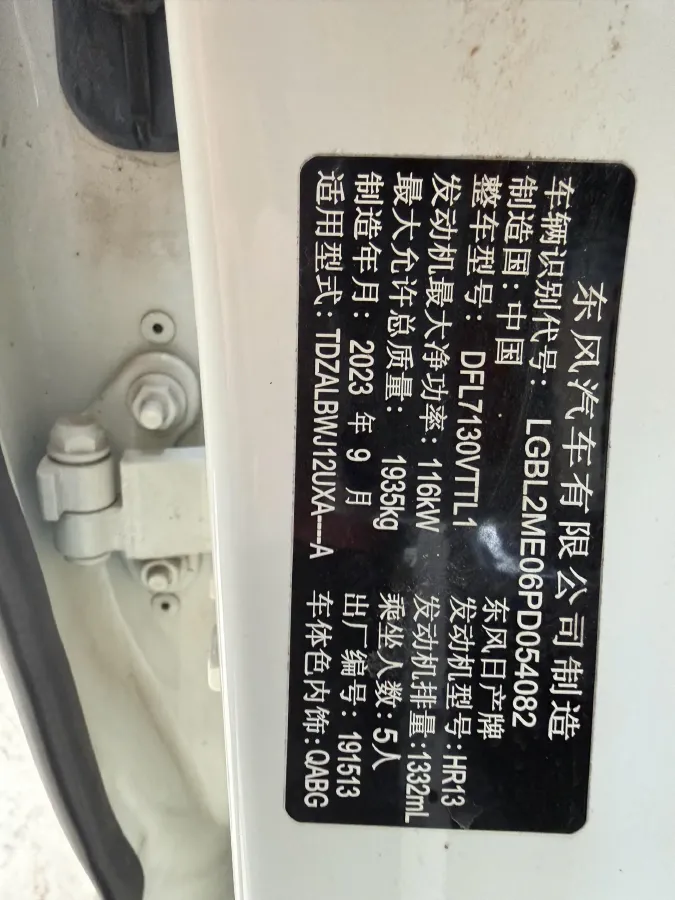 东风汽车有限公司制造
车辆识别代号: LGBL2ME06PD054082
制造国: 中国 东风日产牌
整车型号: DFL7130VTTL1 发动机型号: HR13
发动机最大净功率: 116kW 发动机排量: 1332mL
最大允许总质量: 1935kg 乘坐人数: 5人
制造年月: 2023 年 9 月 出厂编号: 191513
适用型式: TDZALBWJ12UXA---A 车体色内饰: QABG